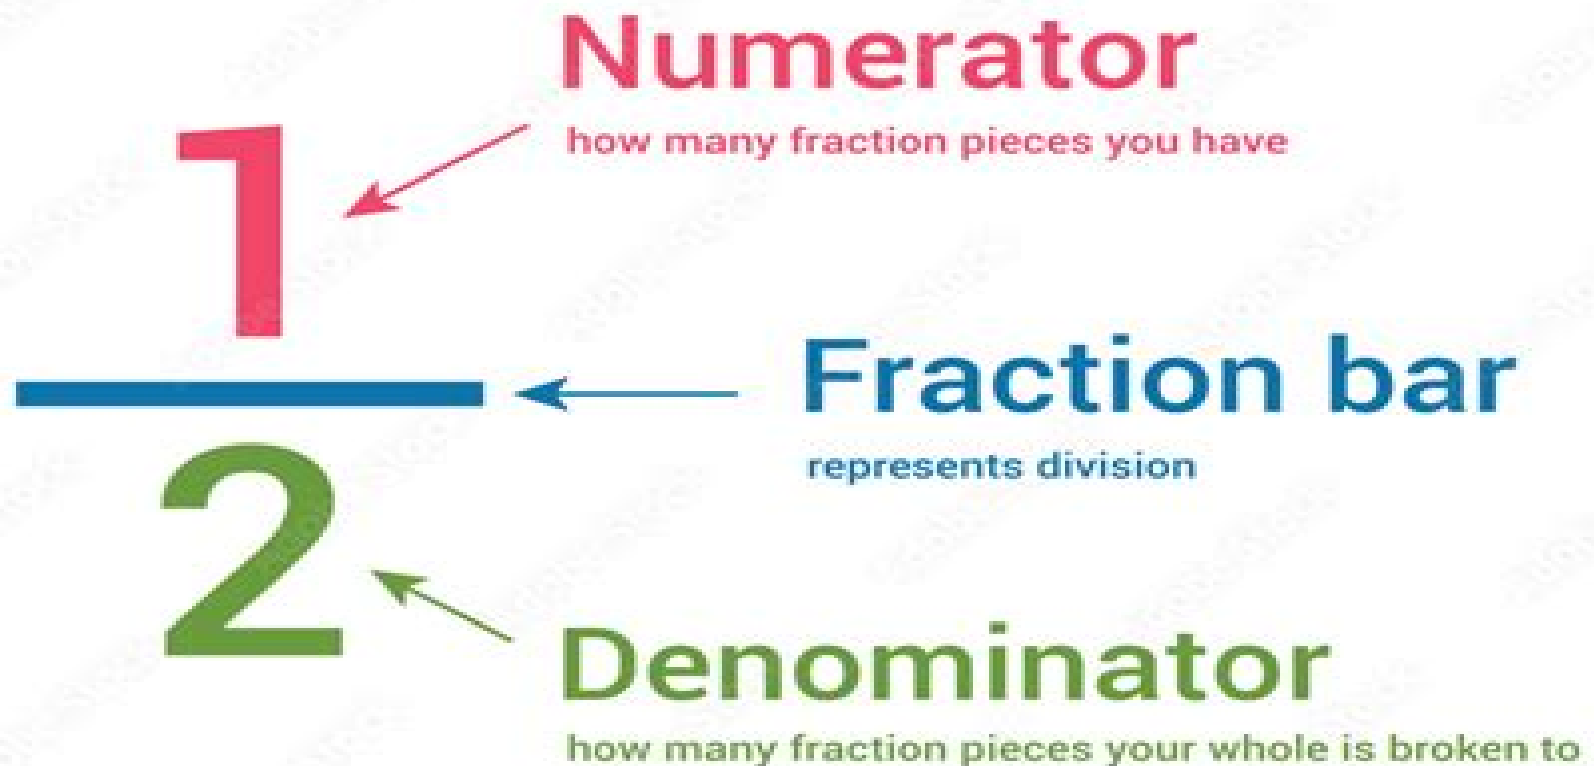 Numerator
how many fraction pieces you have
1
Fraction bar
represents division
2
Denominator
how many fraction pieces your whole is broken to